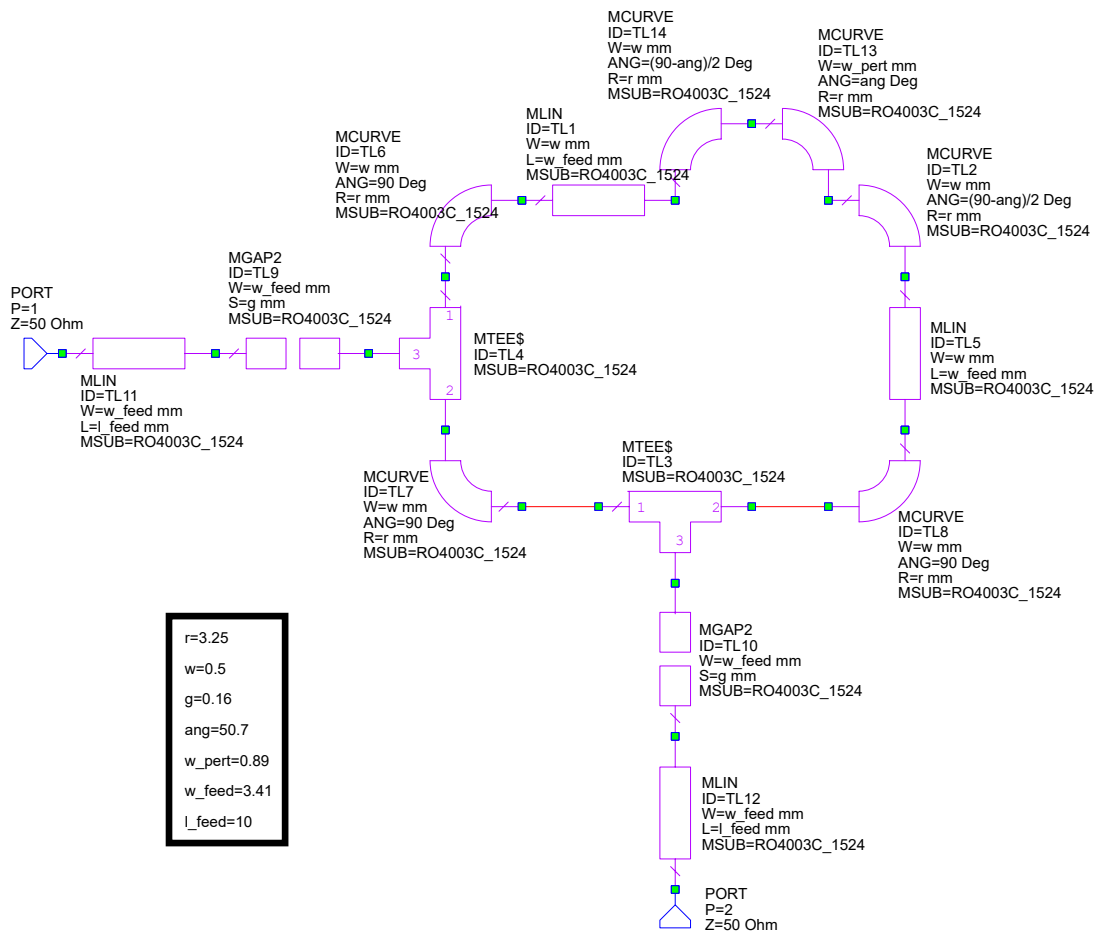 MCURVE
ID=TL14
W=w mm
ANG=(90-ang)/2 Deg
R=r mm
MSUB=RO4003C_1524
MCURVE
ID=TL13
W=w_pert mm
ANG=ang Deg
R=r mm
MSUB=RO4003C_1524
MLIN
ID=TL1
W=w mm
L=w_feed mm
MSUB=RO4003C_1524
MCURVE
ID=TL6
W=w mm
ANG=90 Deg
R=r mm
MSUB=RO4003C_1524
MCURVE
ID=TL2
W=w mm
ANG=(90-ang)/2 Deg
R=r mm
MSUB=RO4003C_1524
MGAP2
ID=TL9
W=w_feed mm
S=g mm
MSUB=RO4003C_1524
PORT
P=1
Z=50 Ohm
1
3
2
MTEE$
ID=TL4
MSUB=RO4003C_1524
MLIN
ID=TL5
W=w mm
L=w_feed mm
MSUB=RO4003C_1524
MLIN
ID=TL11
W=w_feed mm
L=l_feed mm
MSUB=RO4003C_1524
MTEE$
ID=TL3
MSUB=RO4003C_1524
1 2
3
MCURVE
ID=TL7
W=w mm
ANG=90 Deg
R=r mm
MSUB=RO4003C_1524
MCURVE
ID=TL8
W=w mm
ANG=90 Deg
R=r mm
MSUB=RO4003C_1524
MGAP2
ID=TL10
W=w_feed mm
S=g mm
MSUB=RO4003C_1524
r=3.25
w=0.5
g=0.16
ang=50.7
w_pert=0.89
w_feed=3.41
l_feed=10
MLIN
ID=TL12
W=w_feed mm
L=l_feed mm
MSUB=RO4003C_1524
PORT
P=2
Z=50 Ohm